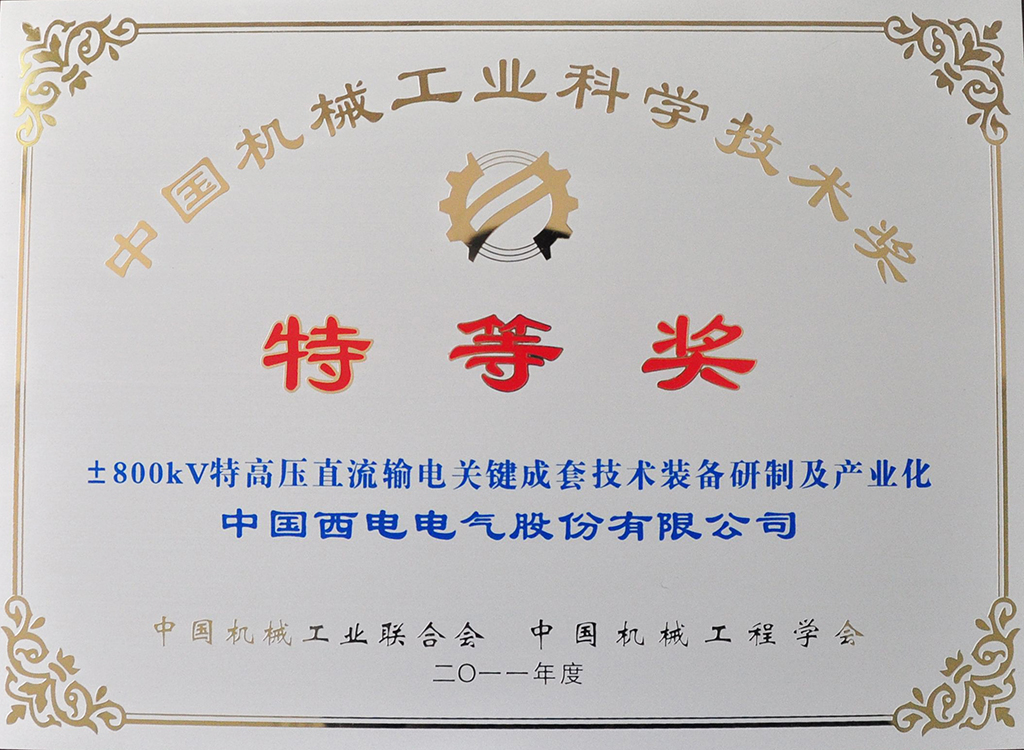 中国机械工业科学技术奖
特等奖
±800kV特高压直流输电关键成套技术装备研制及产业化
中国西电电气股份有限公司
中国机械工业联合会 中国机械工程学会
二〇一一年度